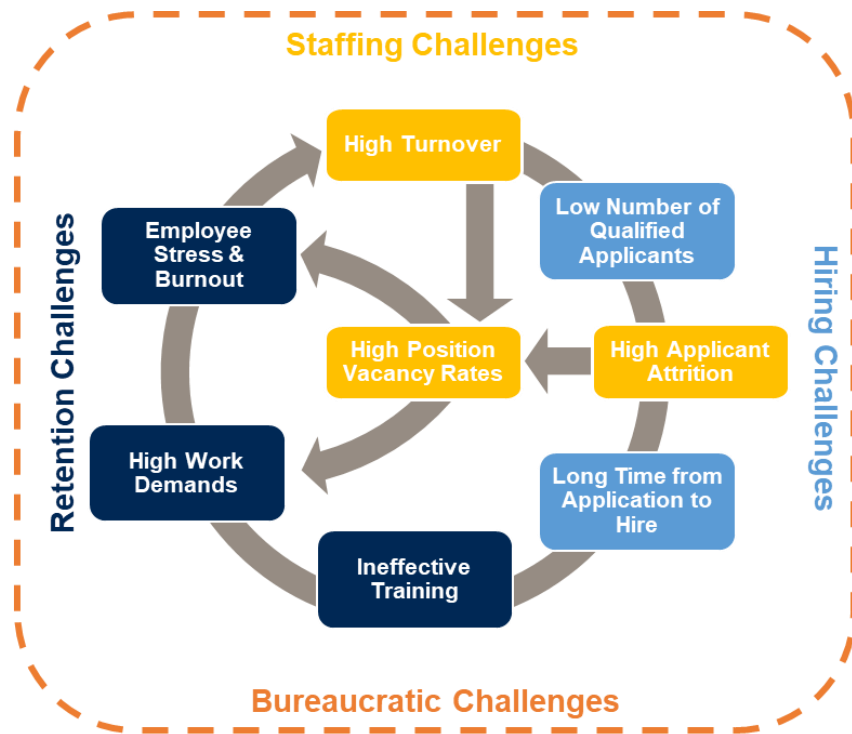 Staffing Challenges
High Turnover
Low Number of
Qualified
Applicants
Employee
Stress &
Burnout
Retention Challenges
Hiring Challenges
High Position
Vacancy Rates
High Applicant
Attrition
High Work
Demands
Long Time from
Application to
Hire
Ineffective
Training
Bureaucratic Challenges